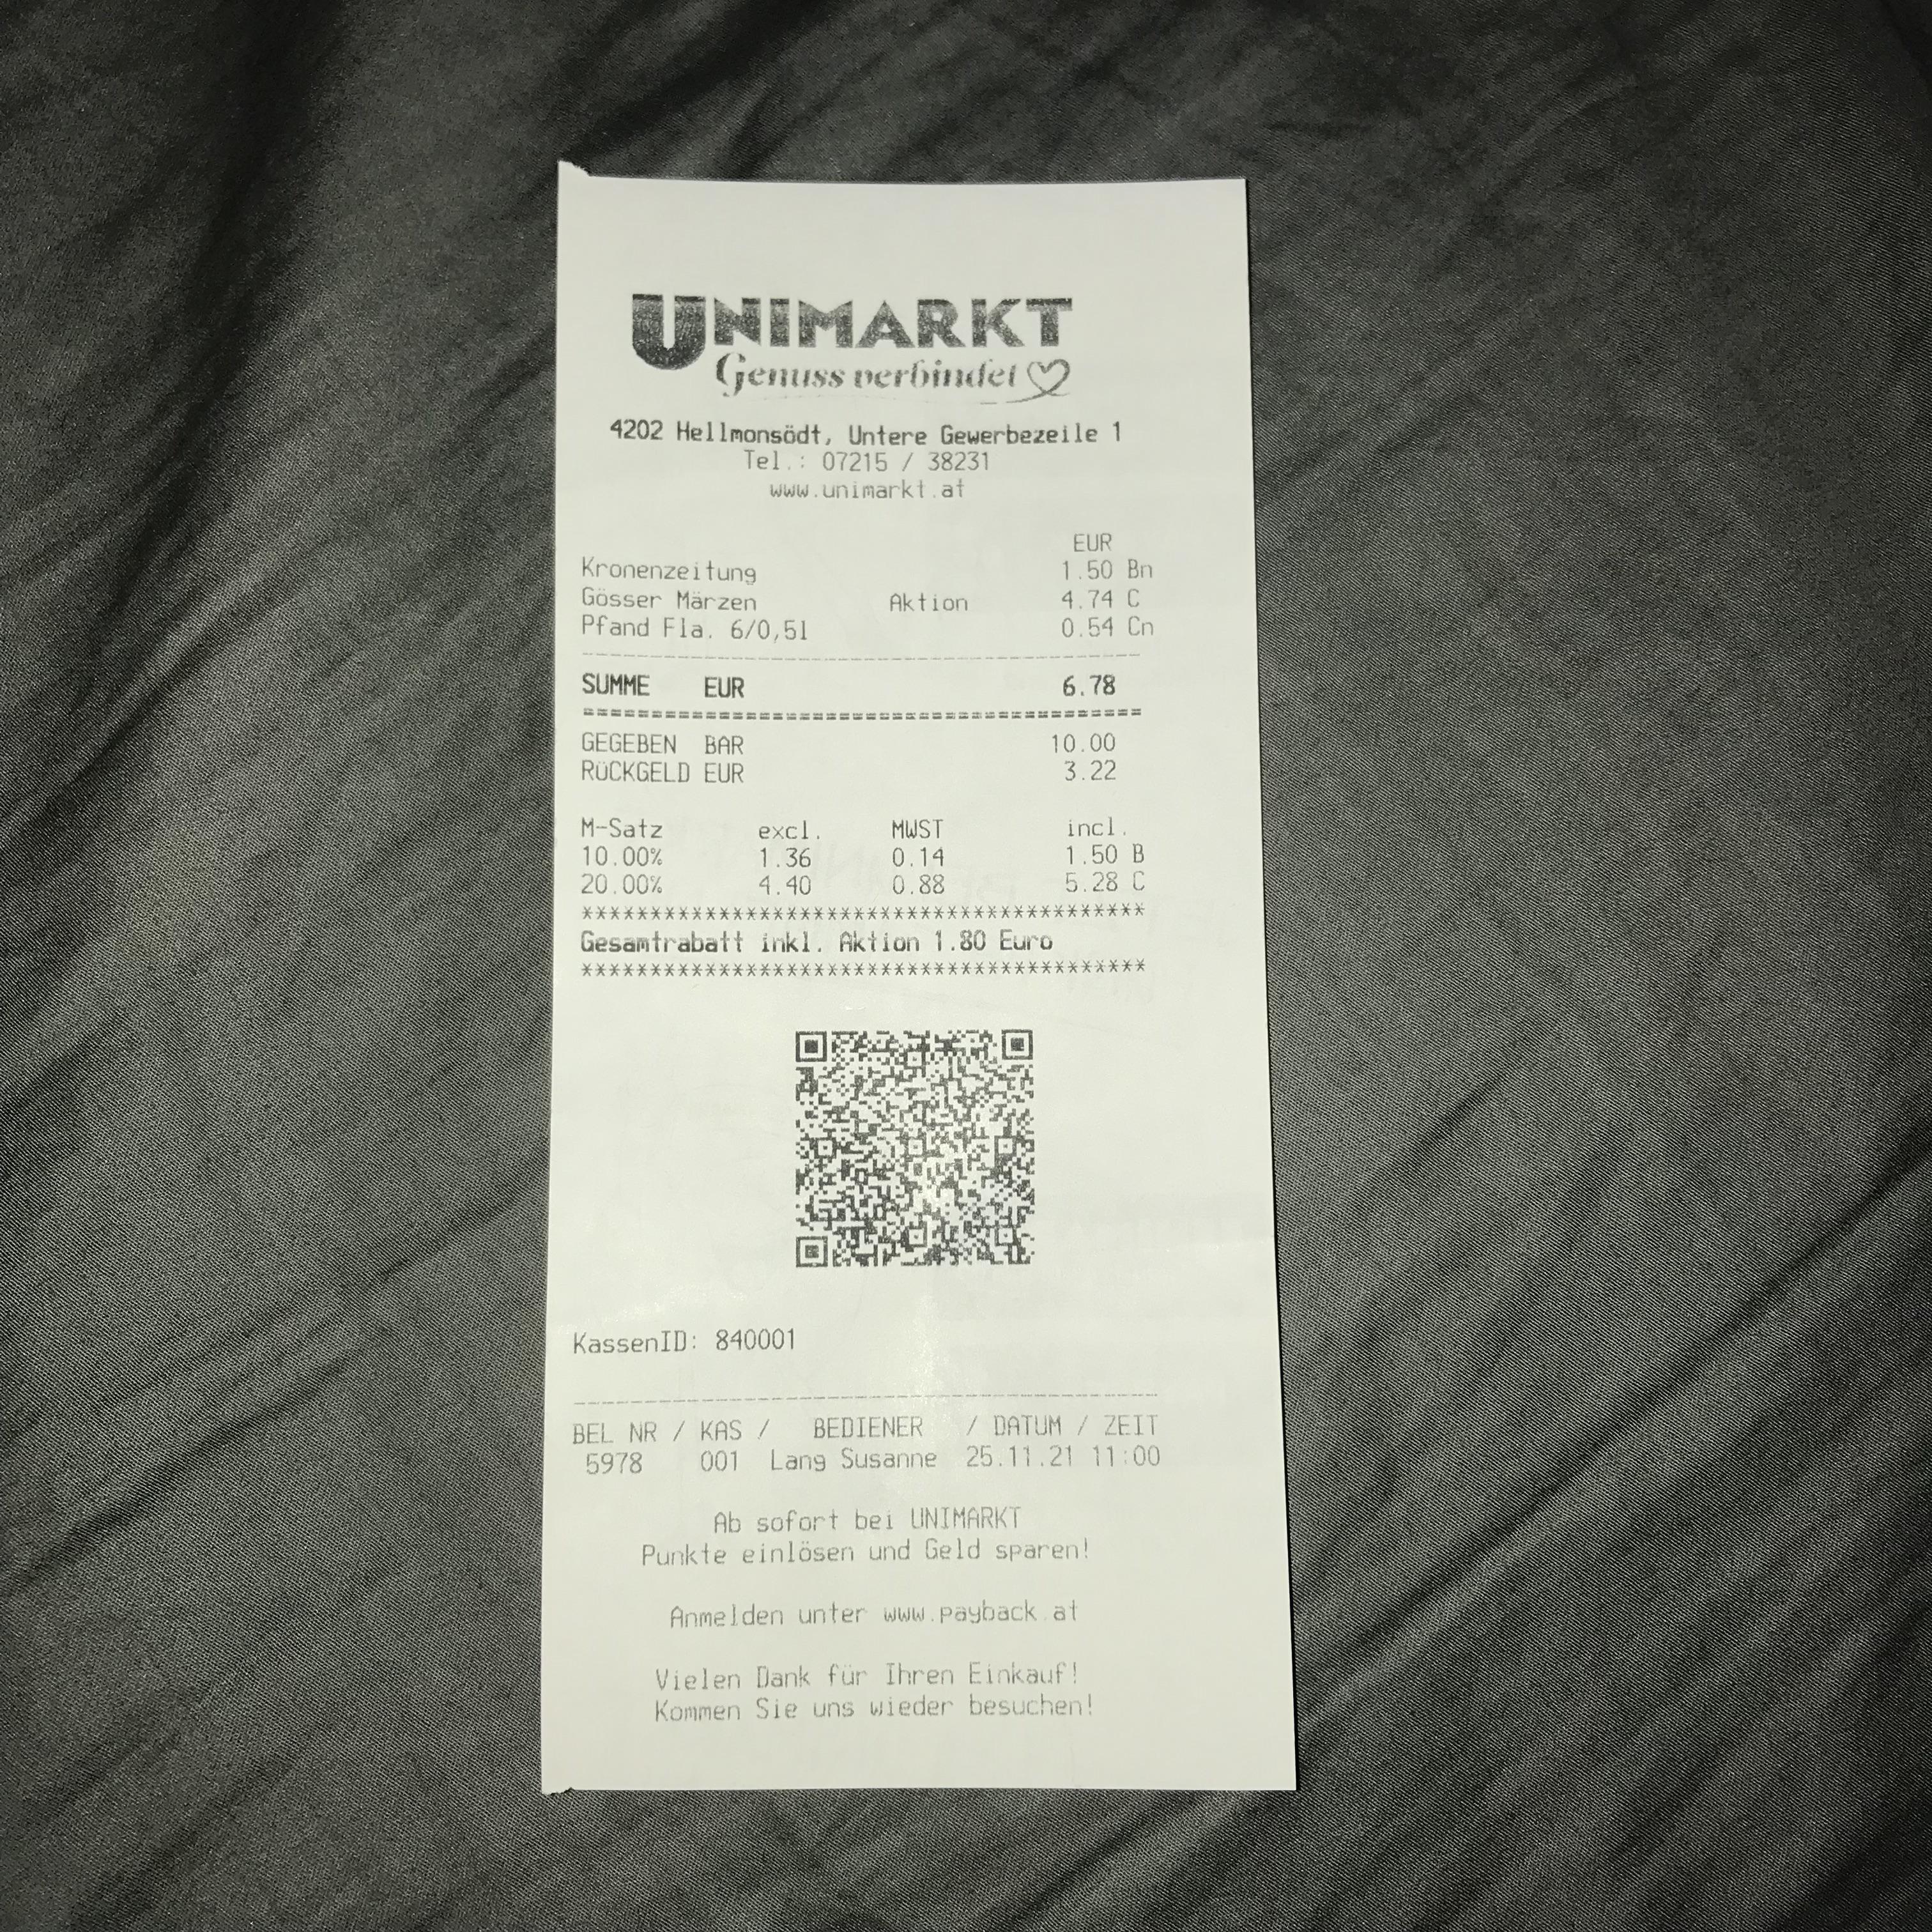 UNIMARKT
Genuss verbindet
4202 Hellmonsödt, Untere Gewerbezeile 1
Tel.: 07215 / 38231
www.unimarkt.at
EUR
Kronenzeitung 1.50 Bn
Gösser Märzen Aktion 4.74 C
Pfand Fla. 6/0,5l 0.54 Cn
----------------------------------------
SUMME EUR 6.78
========================================
GEGEBEN BAR 10.00
RÜCKGELD EUR 3.22
M-Satz excl. MWST incl.
10.00% 1.36 0.14 1.50 B
20.00% 4.40 0.88 5.28 C
******************************************
Gesamtrabatt inkl. Aktion 1.80 Euro
******************************************
KassenID: 840001
----------------------------------------
BEL NR / KAS / BEDIENER / DATUM / ZEIT
5978 001 Lang Susanne 25.11.21 11:00
Ab sofort bei UNIMARKT
Punkte einlösen und Geld sparen!
Anmelden unter www.payback.at
Vielen Dank für Ihren Einkauf!
Kommen Sie uns wieder besuchen!